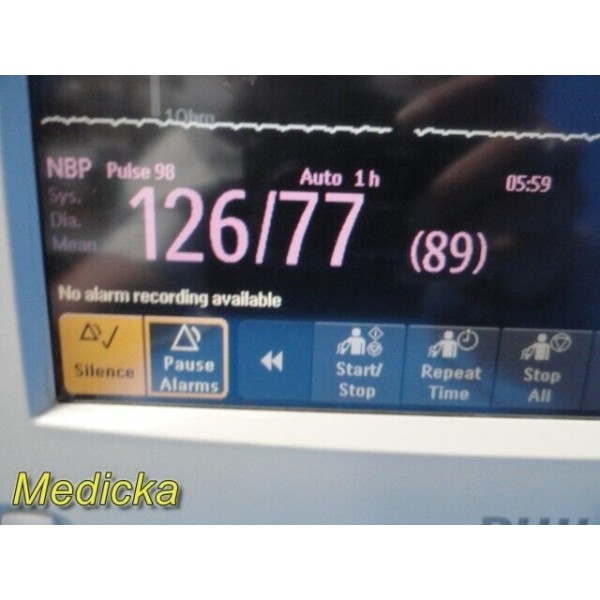 1Ohm
NBP Pulse 98 Auto 1h 05:59
Sys.
Dia.
Mean
126/77 (89)
No alarm recording available
Silence
Pause
Alarms
Start/
Stop
Repeat
Time
Stop
All
Medicka